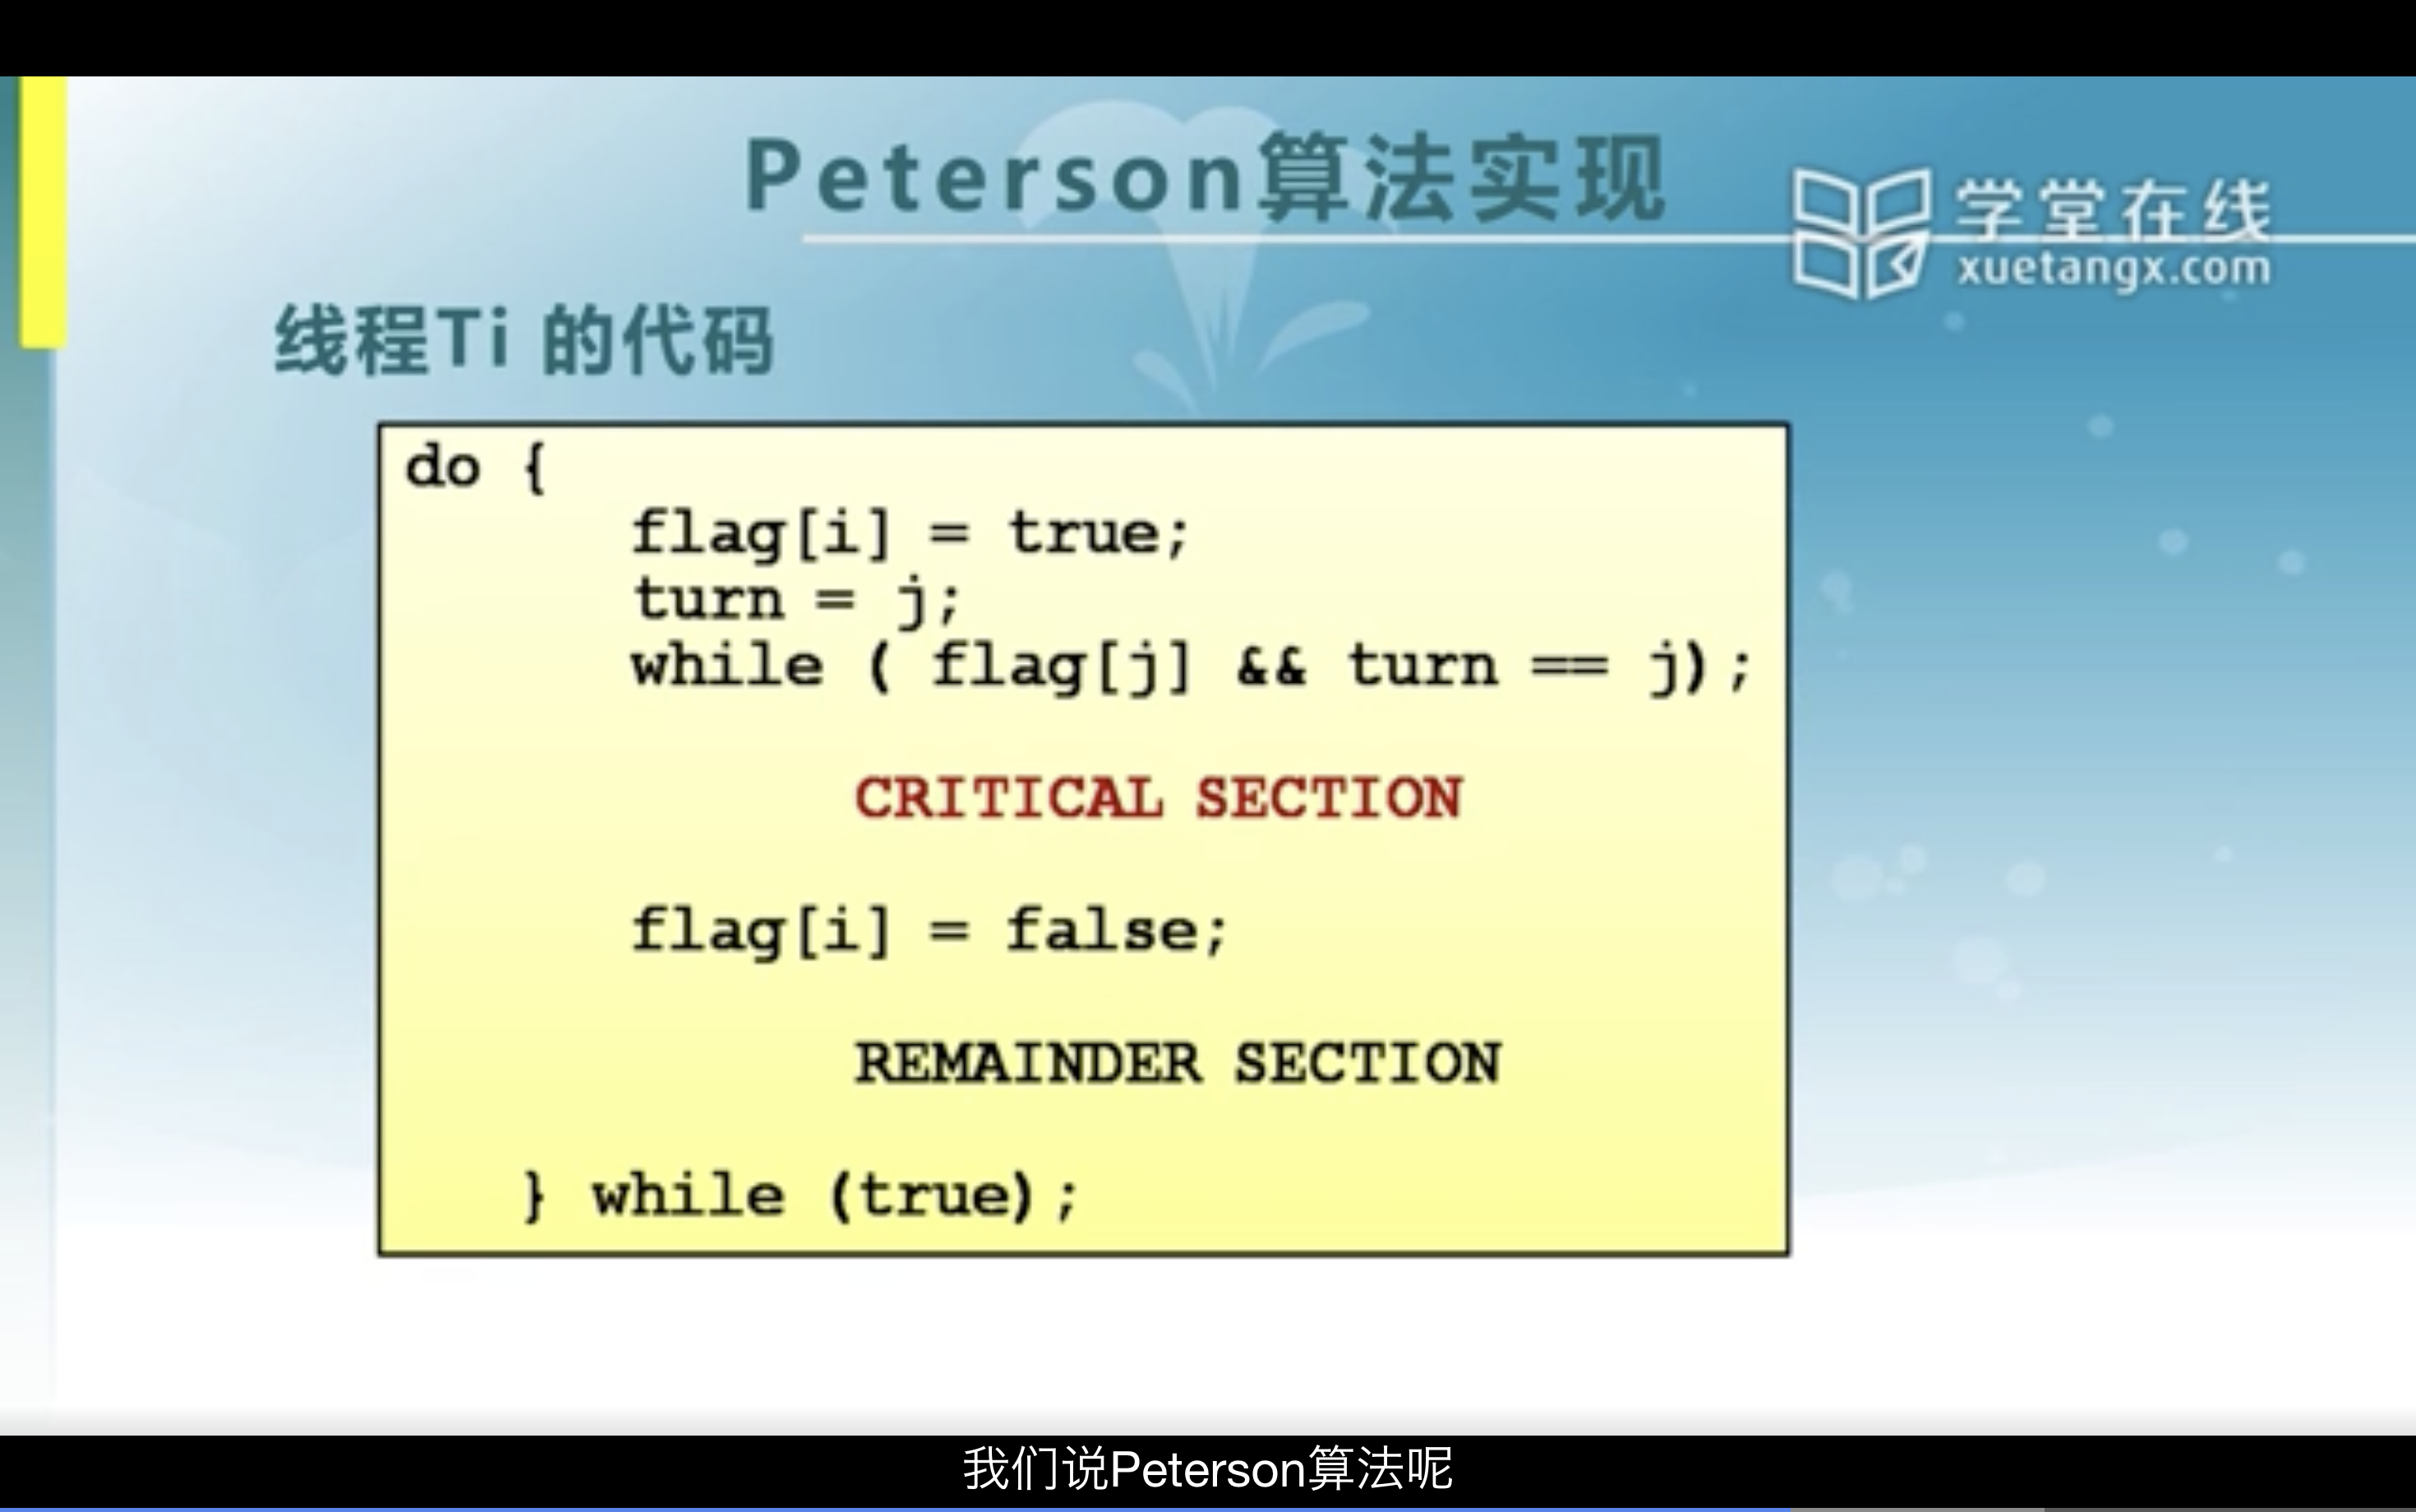 Peterson算法实现
学堂在线
xuetangx.com
线程Ti 的代码
do {
flag[i] = true;
turn = j;
while ( flag[j] && turn == j);
CRITICAL SECTION
flag[i] = false;
REMAINDER SECTION
} while (true);
我们说Peterson算法呢